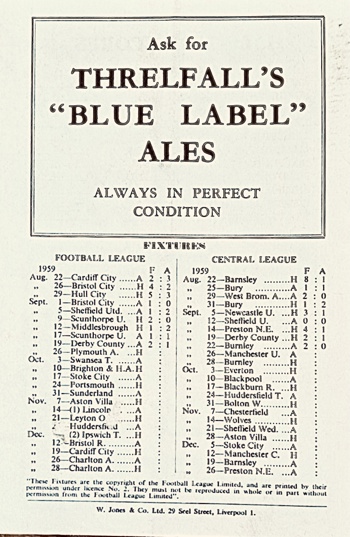 Ask for
THRELFALL'S
"BLUE LABEL"
ALES
ALWAYS IN PERFECT
CONDITION
FIXTURES
FOOTBALL LEAGUE
1959 F A
Aug. 22—Cardiff City .....A 2 : 3
„ 26—Bristol City .....H 4 : 2
„ 29—Hull City .....H 5 : 3
Sept. 1—Bristol City .....A 1 : 0
„ 5—Sheffield Utd. ...A 1 : 2
„ 9—Scunthorpe U. H 2 : 0
„ 12—Middlesbrough H 1 : 2
„ 17—Scunthorpe U. A 1 : 1
„ 19—Derby County ...A 2 : 1
„ 26—Plymouth A. ...H :
Oct. 3—Swansea T. .....A :
„ 10—Brighton & H.A. H :
„ 17—Stoke City .....A :
„ 24—Portsmouth .....H :
„ 31—Sunderland .....A :
Nov. 7—Aston Villa .....H :
„ 14—(1) Lincoln .....A :
„ 21—Leyton O .....H :
„ Huddersfield ...A :
Dec. (2) Ipswich T. ...H :
„ 12—Bristol R. .....A :
„ 19—Cardiff City .....H :
„ 26—Charlton A. .....A :
„ 28—Charlton A. .....H :
CENTRAL LEAGUE
1959 F A
Aug. 22—Barnsley .....H 8 : 1
„ 25—Bury .....A 1 : 1
„ 29—West Brom. A....A 2 : 0
„ 31—Bury .....H 1 : 2
Sept. 5—Newcastle U. ...H 3 : 1
„ 2—Sheffield U. .....A 0 : 0
„ 14—Preston N.E. ...H 4 : 1
„ 19—Derby County ...H 2 : 1
„ 22—Burnley .....A 2 : 0
„ 26—Manchester U. A :
„ 28—Burnley .....H :
Oct. 3—Everton .....H :
„ 10—Blackpool .....A :
„ 17—Blackburn R. ...H :
„ 24—Huddersfield T. A :
„ 31—Bolton W. .....H :
Nov. 7—Chesterfield .....A :
„ 14—Wolves .....H :
„ 21—Sheffield Wed. ...A :
„ 28—Aston Villa .....H :
Dec. 5—Stoke City .....A :
„ 12—Manchester C. H :
„ 19—Barnsley .....A :
„ 26—Preston N.E. ...A :
"These Fixtures are the copyright of the Football League Limited, and are printed by their
permission under licence No. 2. They must not be reproduced in whole or in part without
permission from the Football League Limited".
W. Jones & Co. Ltd. 29 Seel Street, Liverpool 1.